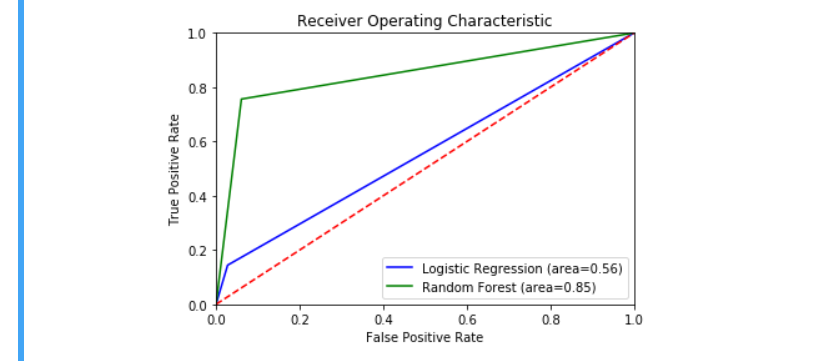 Receiver Operating Characteristic
1.0
0.8
0.6
0.4
0.2
0.0
True Positive Rate
Logistic Regression (area=0.56)
Random Forest (area=0.85)
0.0 0.2 0.4 0.6 0.8 1.0
False Positive Rate